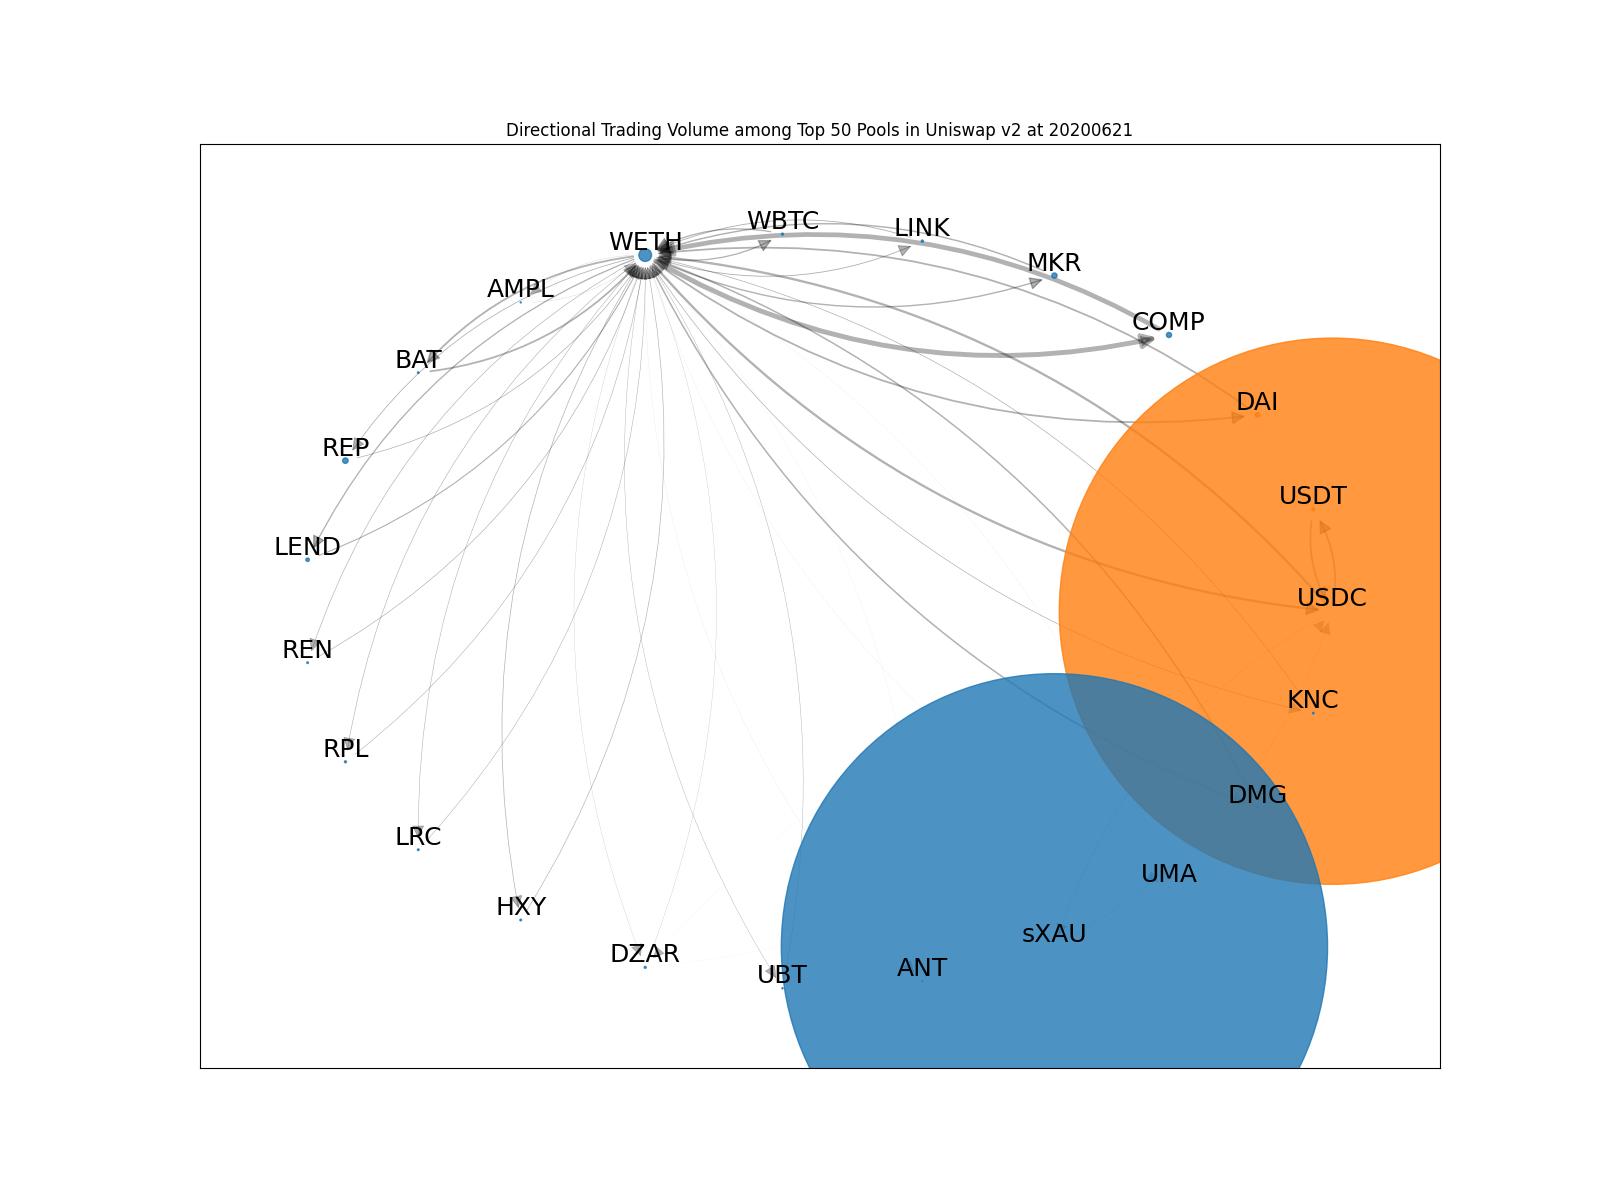 Directional Trading Volume among Top 50 Pools in Uniswap v2 at 20200621
WBTC
LINK
WETH
MKR
AMPL
COMP
BAT
DAI
REP
USDT
LEND
USDC
REN
KNC
RPL
DMG
LRC
UMA
HXY
sXAU
DZAR
ANT
UBT